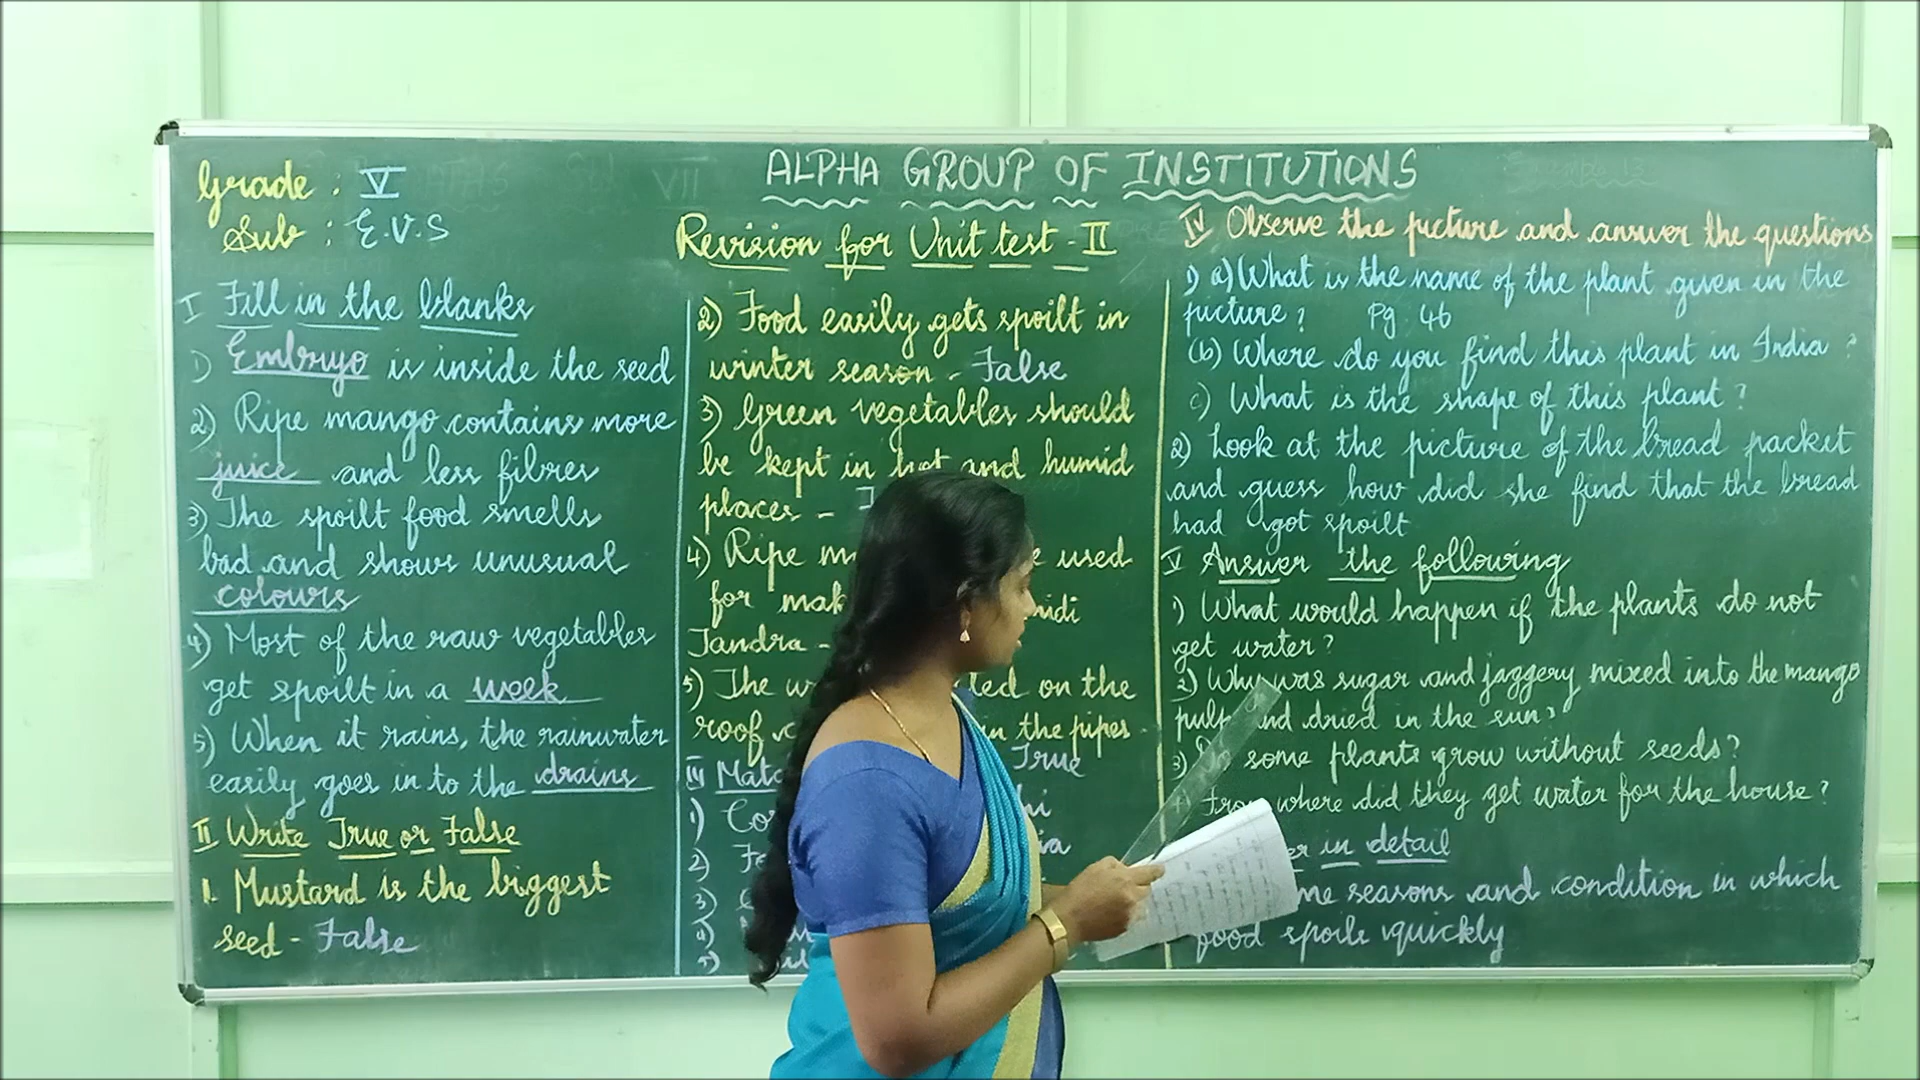 ALPHA GROUP OF INSTITUTIONS
Grade : V
Sub : E.V.S
Revision for Unit test - II
I Fill in the blanks
1) Embryo is inside the seed
2) Ripe mango contains more
juice and less fibres
3) The spoilt food smells
bad and shows unusual
colours
4) Most of the raw vegetables
get spoilt in a week
5) When it rains, the rainwater
easily goes in to the drains
II Write True or False
1. Mustard is the biggest
seed - False
2) Food easily gets spoilt in
winter season - False
3) Green vegetables should
be kept in hot and humid
places -
4) Ripe used
for
Jandra -
5) The on the
roof in the pipes
True
III
1)
2)
3)
4)
5)
IV Observe the picture and answer the questions
1) a) What is the name of the plant given in the
picture? Pg 46
(b) Where do you find this plant in India ?
c) What is the shape of this plant ?
2) Look at the picture of the bread packet
and guess how did she find that the bread
had got spoilt
V Answer the following
1) What would happen if the plants do not
get water?
2) Why was sugar and jaggery mixed into the mango
pulp and dried in the sun?
3) Do some plants grow without seeds?
4) From where did they get water for the house?
in detail
seasons and condition in which
food spoils quickly